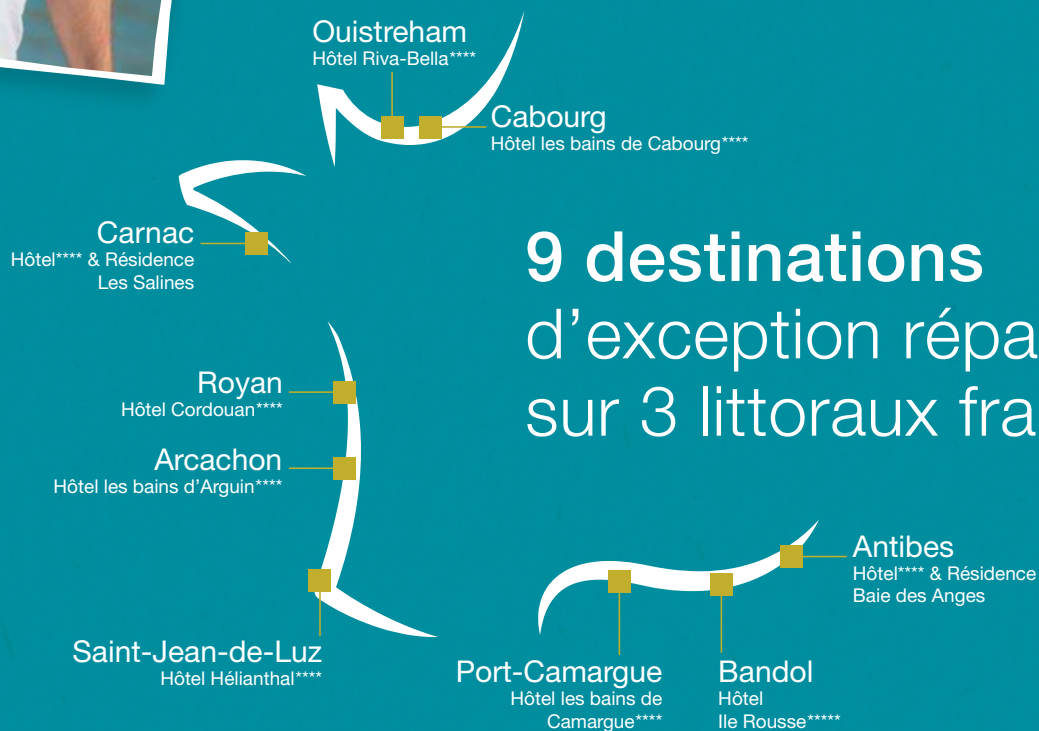 Ouistreham
Hôtel Riva-Bella****
Cabourg
Hôtel les bains de Cabourg****
Carnac
Hôtel**** & Résidence
Les Salines
9 destinations
d’exception répa
sur 3 littoraux fra
Royan
Hôtel Cordouan****
Arcachon
Hôtel les bains d’Arguin****
Antibes
Hôtel**** & Résidence
Baie des Anges
Saint-Jean-de-Luz
Hôtel Hélianthal****
Port-Camargue
Hôtel les bains de
Camargue****
Bandol
Hôtel
Ile Rousse*****